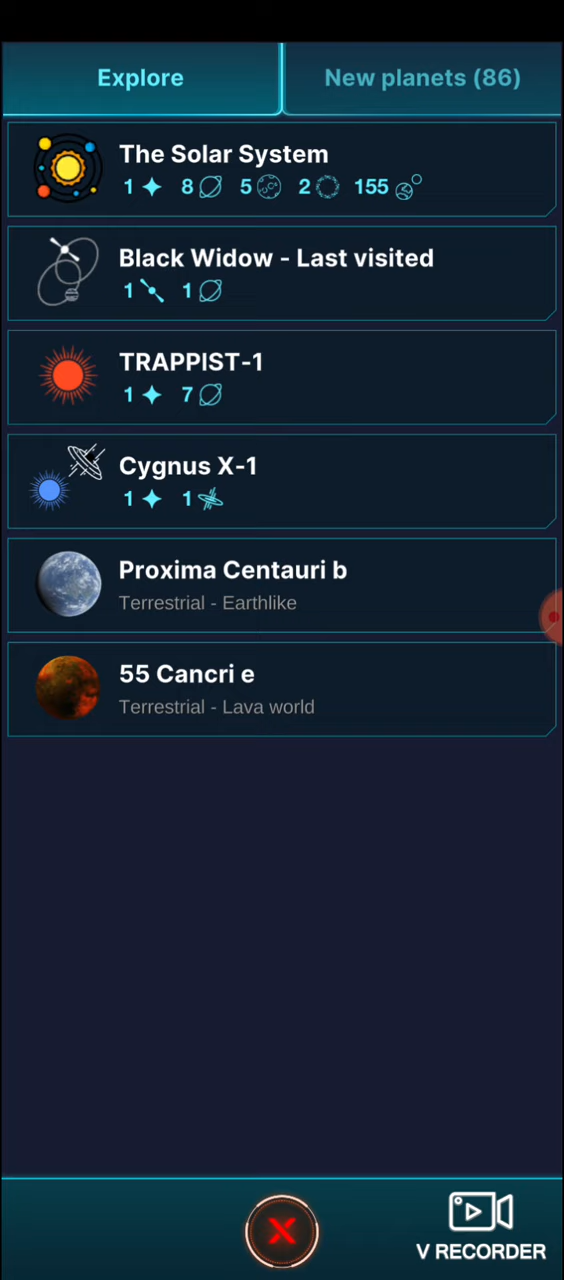 Explore
New planets (86)
The Solar System
1 8 5 2 155
Black Widow - Last visited
1 1
TRAPPIST-1
1 7
Cygnus X-1
1 1
Proxima Centauri b
Terrestrial - Earthlike
55 Cancri e
Terrestrial - Lava world
V RECORDER